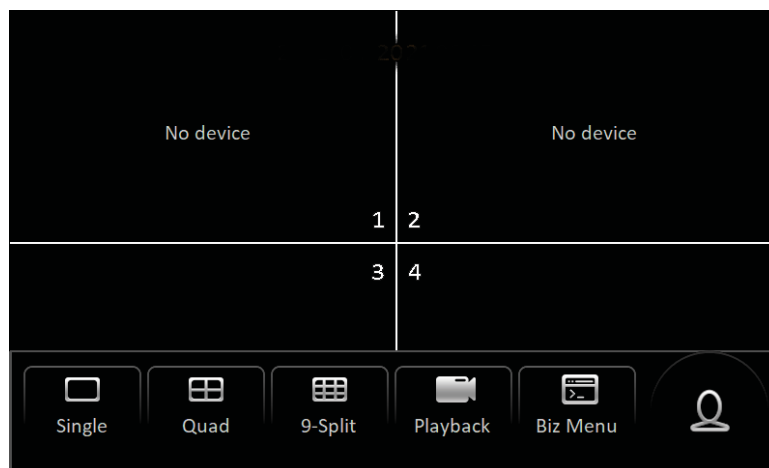 No device
No device
1 2
3 4
Single
Quad
9-Split
Playback
Biz Menu